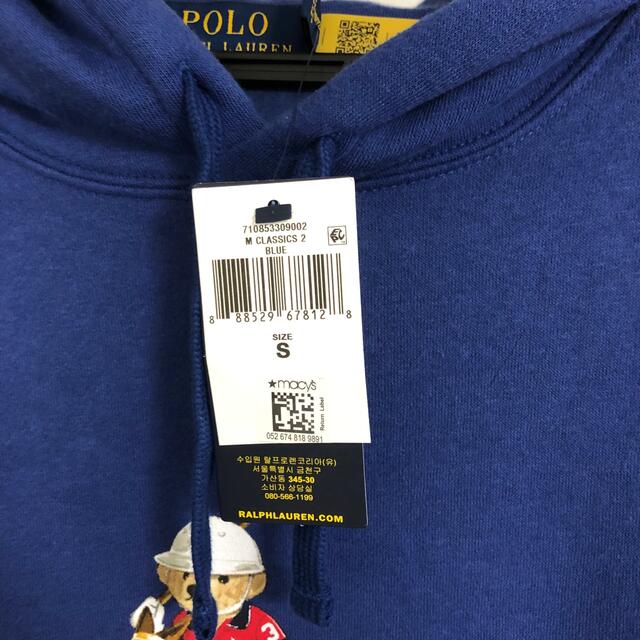 POLO
LAUREN
710853309002
M CLASSICS 2
BLUE
8 88529 67812 8
SIZE
S
★macy's
Return Label
052 674 818 9891
수입원 랄프로렌코리아(유)
서울특별시 금천구
가산동 345-30
소비자 상담실
080-566-1199
RALPHLAUREN.COM
3